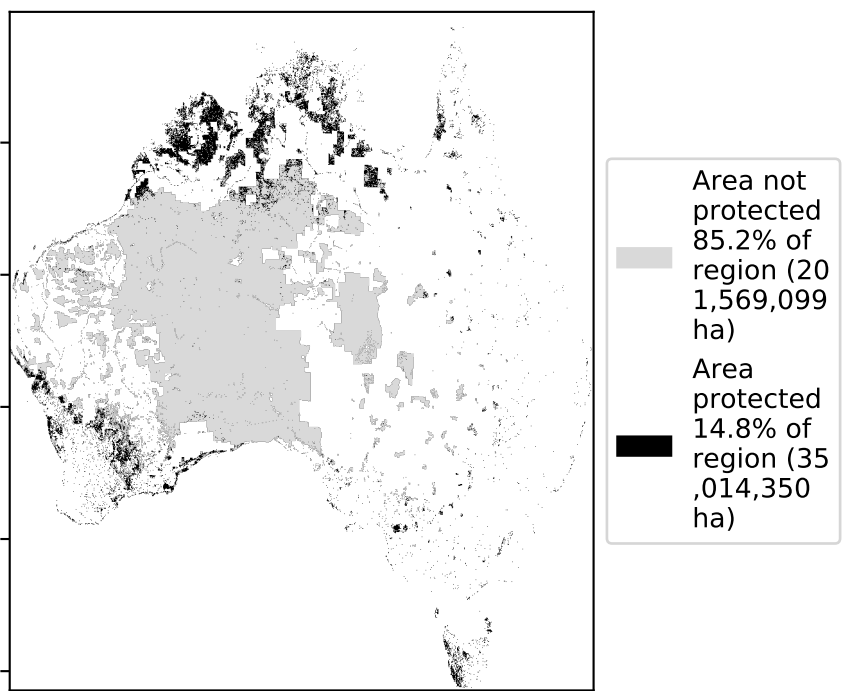 Area not
protected
85.2% of
region (20
1,569,099
ha)
Area
protected
14.8% of
region (35
,014,350
ha)